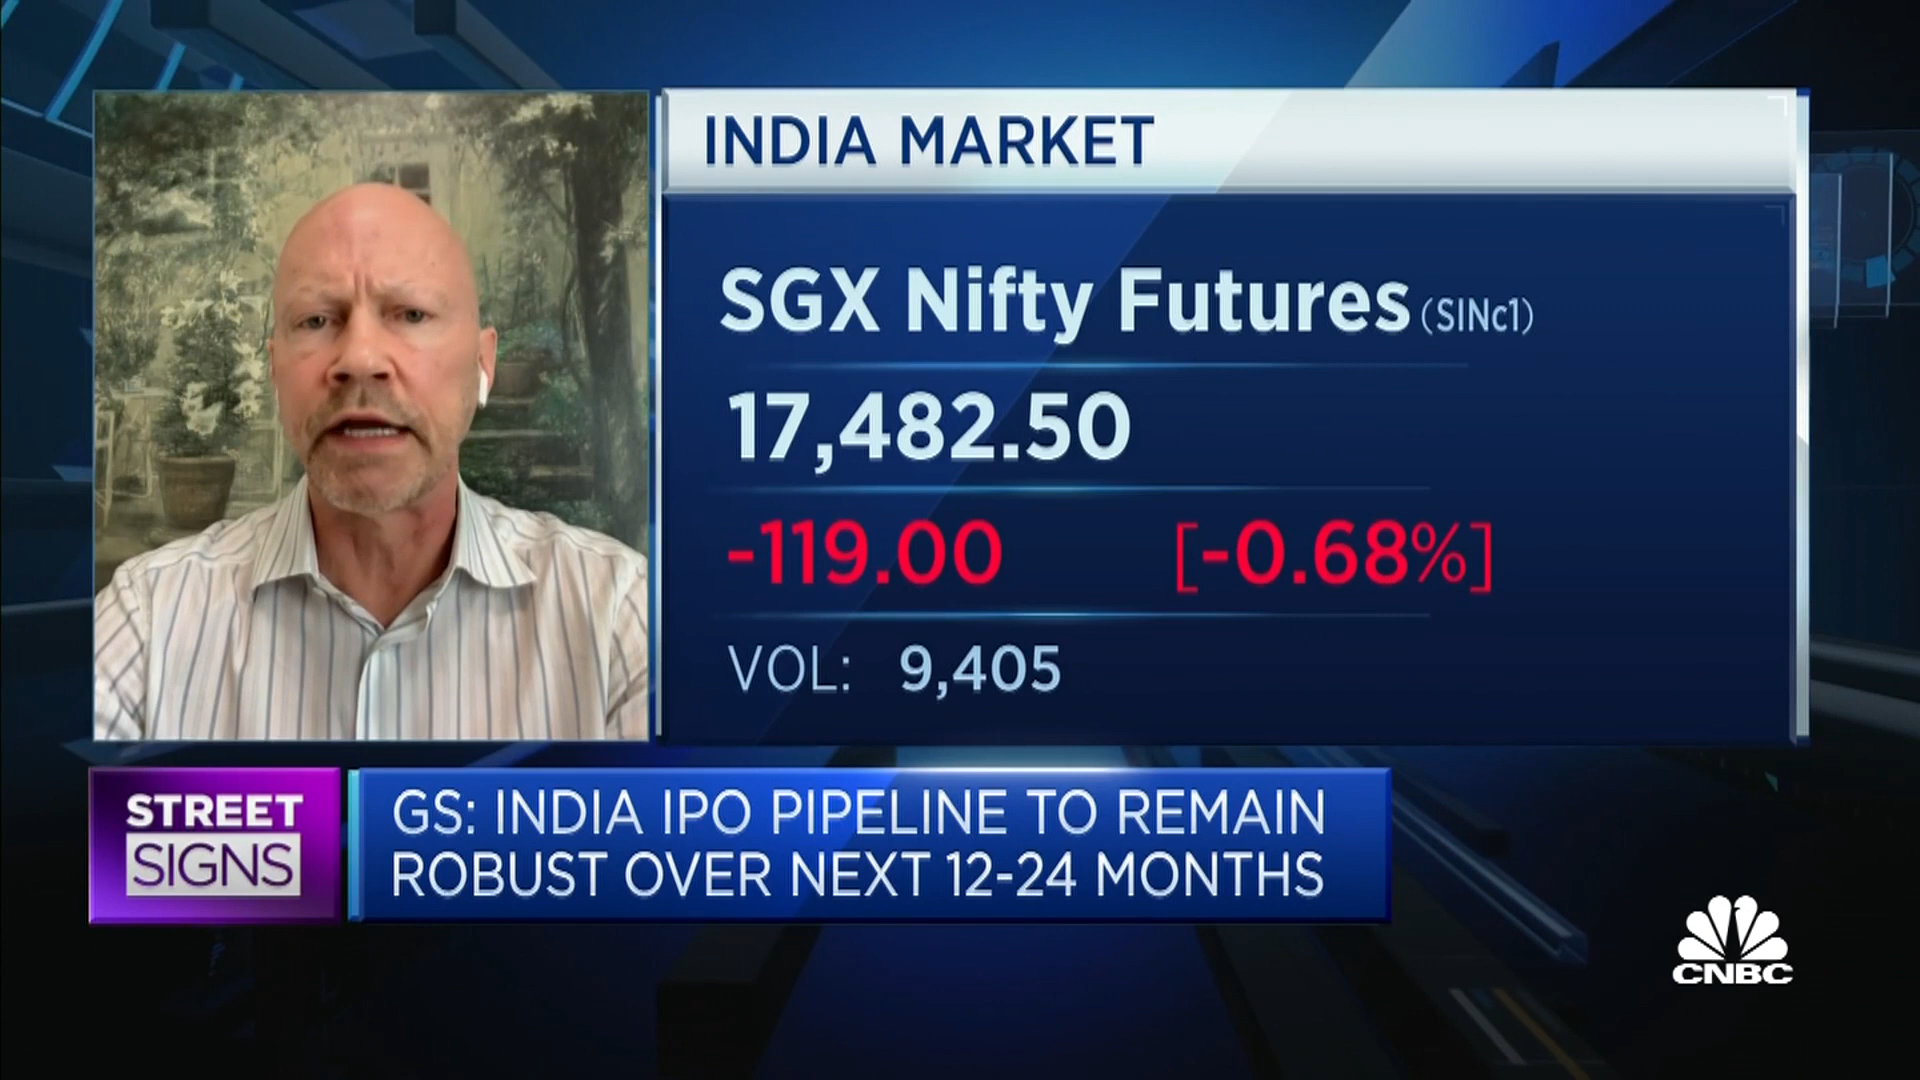 INDIA MARKET
SGX Nifty Futures (SINc1)
17,482.50
-119.00 [-0.68%]
VOL: 9,405
STREET
SIGNS
GS: INDIA IPO PIPELINE TO REMAIN
ROBUST OVER NEXT 12-24 MONTHS
CNBC